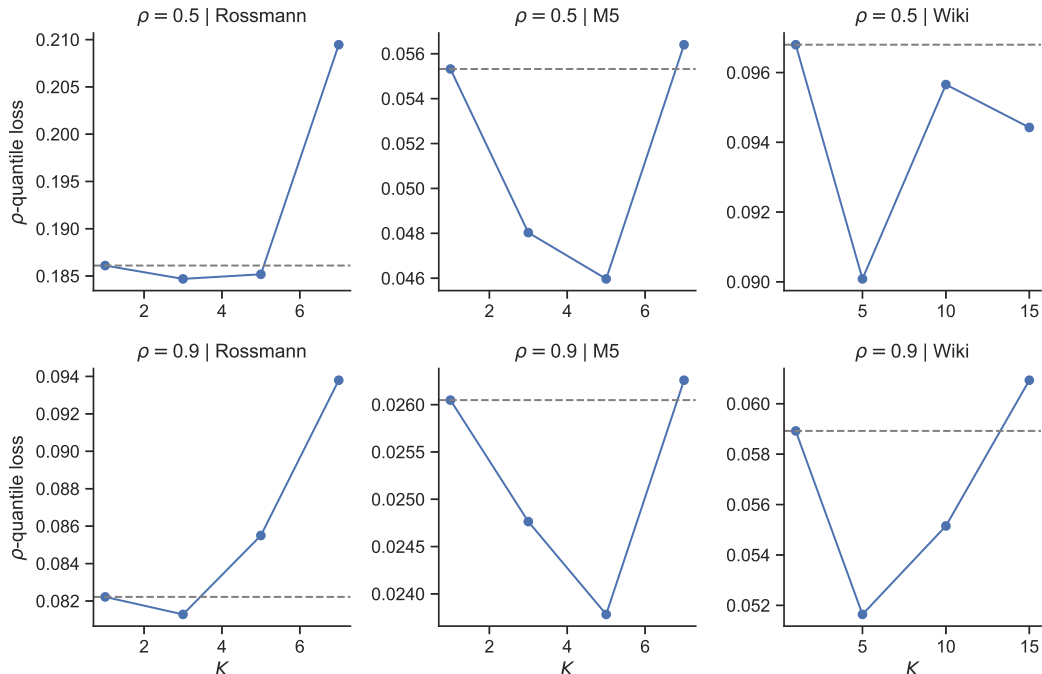 ρ = 0.5 | Rossmann
ρ-quantile loss
0.210
0.205
0.200
0.195
0.190
0.185
2 4 6
ρ = 0.5 | M5
0.056
0.054
0.052
0.050
0.048
0.046
2 4 6
ρ = 0.5 | Wiki
0.096
0.094
0.092
0.090
5 10 15
ρ = 0.9 | Rossmann
ρ-quantile loss
0.094
0.092
0.090
0.088
0.086
0.084
0.082
2 4 6
K
ρ = 0.9 | M5
0.026
0.0255
0.0250
0.0245
0.0240
2 4 6
ρ = 0.9 | Wiki
0.060
0.058
0.056
0.054
0.052
5 10 15
K